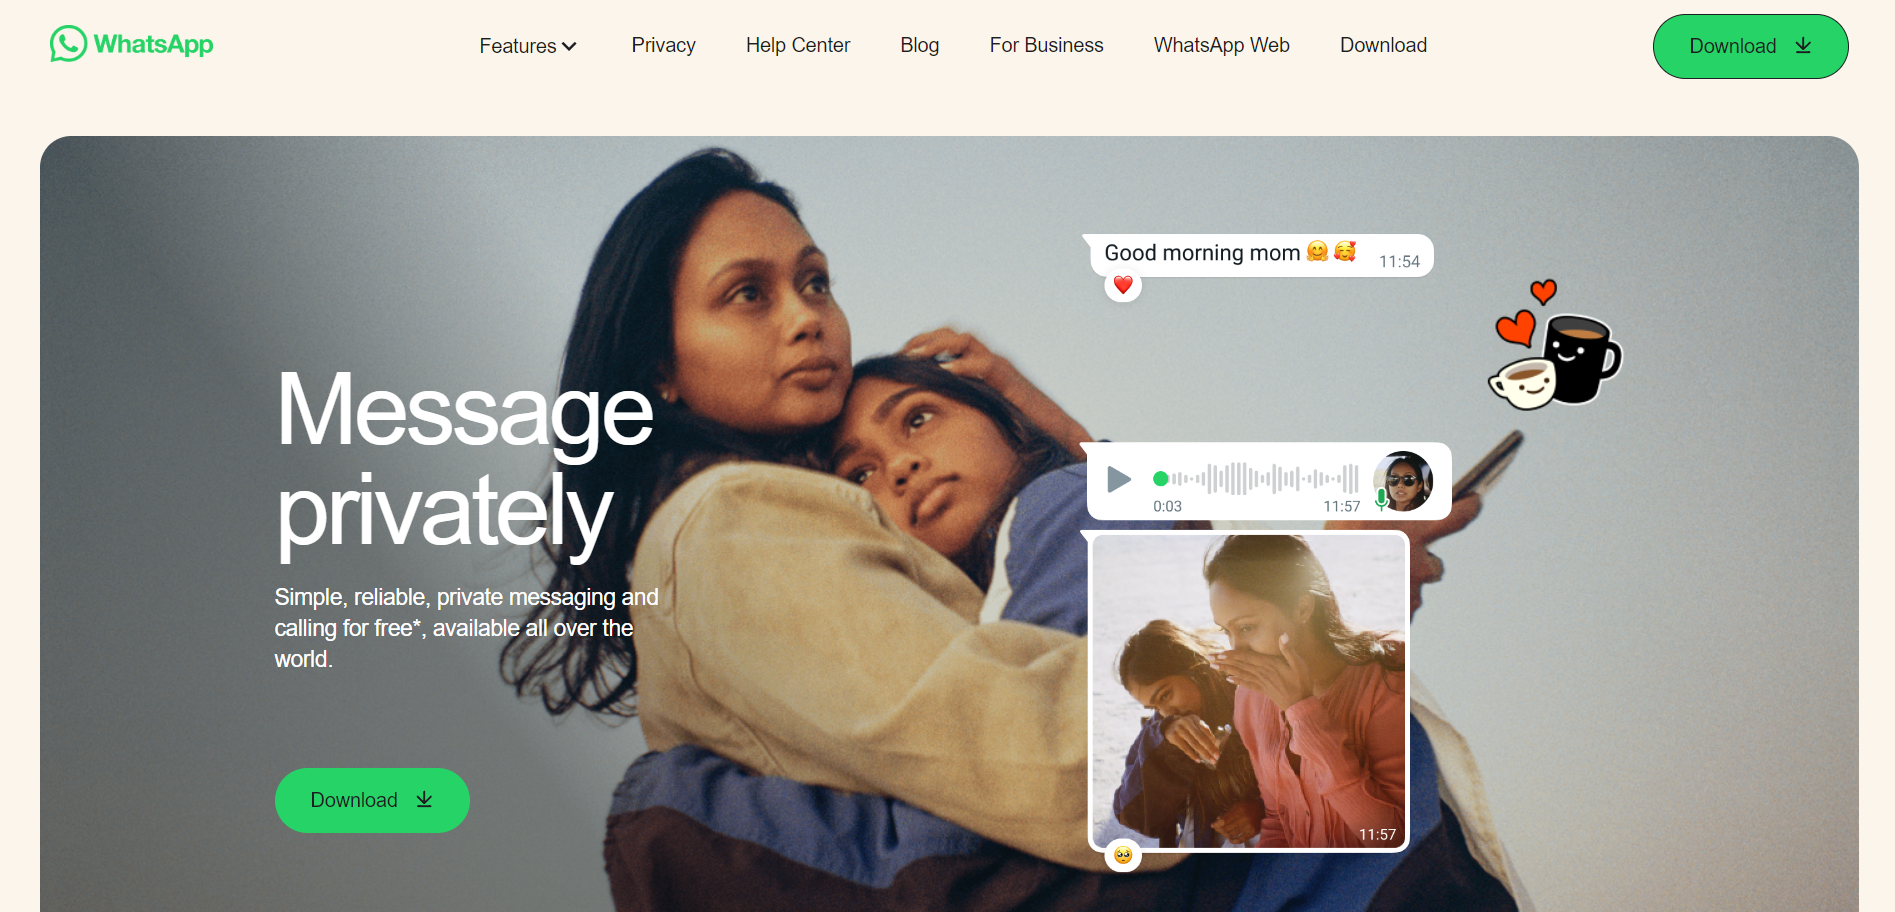 WhatsApp
Features
Privacy
Help Center
Blog
For Business
WhatsApp Web
Download
Download
Good morning mom 🤗 🥰 11:54
❤️
Message
privately
0:03 11:57
Simple, reliable, private messaging and
calling for free*, available all over the
world.
Download
11:57
🥺